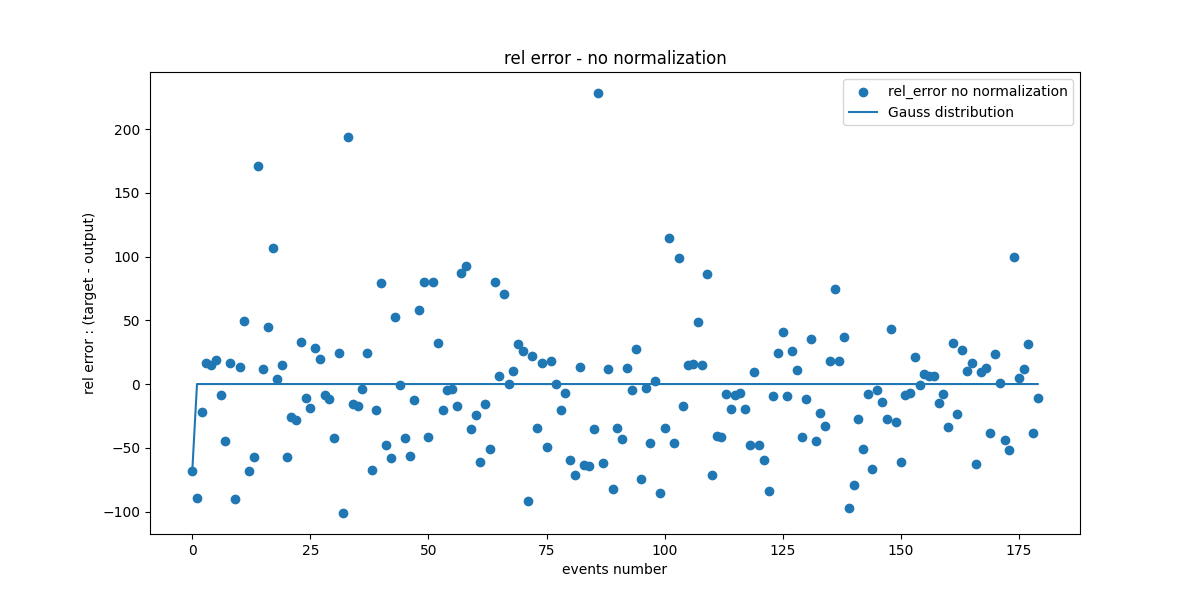 rel error - no normalization
rel_error no normalization
Gauss distribution
200
150
100
50
0
−50
−100
rel error : (target - output)
0 25 50 75 100 125 150 175
events number